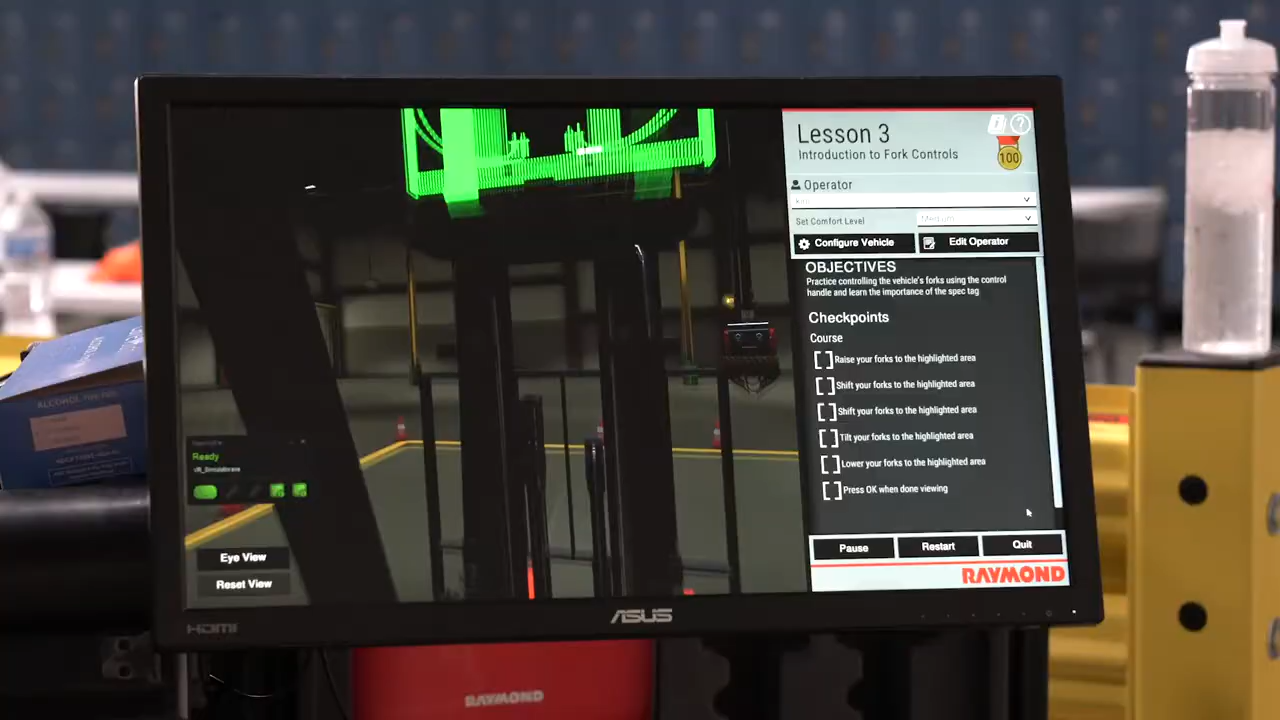 Lesson 3
Introduction to Fork Controls
100
Operator
Set Comfort Level
Medium
Configure Vehicle
Edit Operator
OBJECTIVES
Practice controlling the vehicle's forks using the control
handle and learn the importance of the spec tag
Checkpoints
Course
[ ] Raise your forks to the highlighted area
[ ] Shift your forks to the highlighted area
[ ] Shift your forks to the highlighted area
[ ] Tilt your forks to the highlighted area
[ ] Lower your forks to the highlighted area
[ ] Press OK when done viewing
Pause
Restart
Quit
RAYMOND
Ready
Eye View
Reset View
HDMI
ASUS
RAYMOND
ALCOHOL